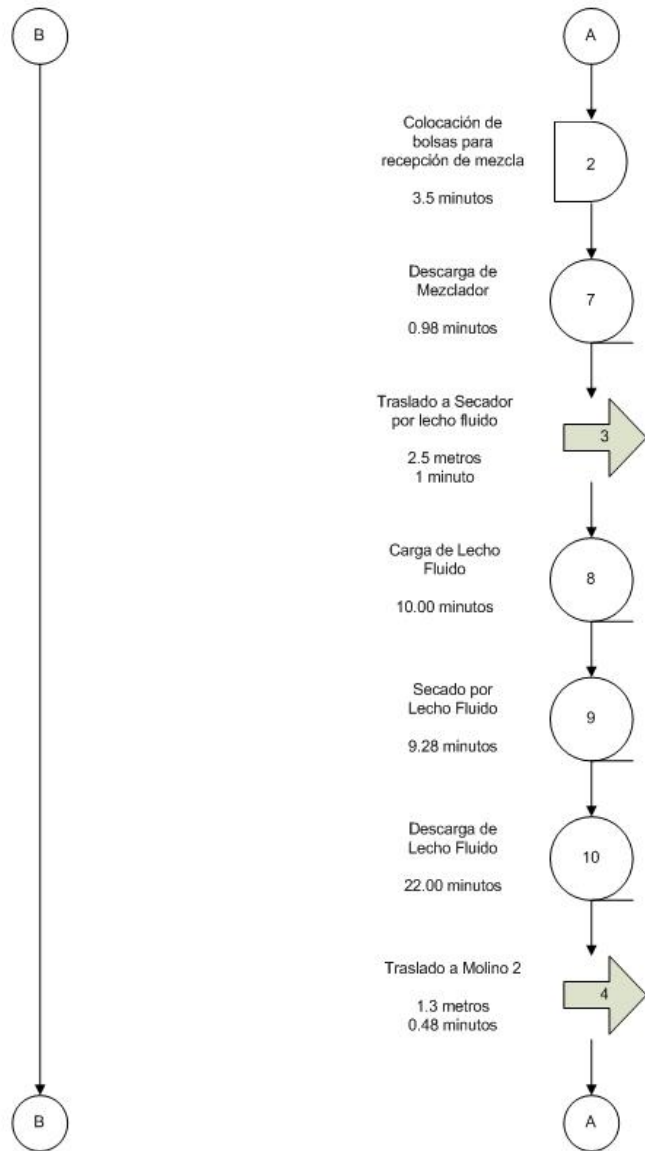 B
A
Colocación de
bolsas para
recepción de mezcla
3.5 minutos
2
Descarga de
Mezclador
0.98 minutos
7
Traslado a Secador
por lecho fluido
2.5 metros
1 minuto
3
Carga de Lecho
Fluido
10.00 minutos
8
Secado por
Lecho Fluido
9.28 minutos
9
Descarga de
Lecho Fluido
22.00 minutos
10
Traslado a Molino 2
1.3 metros
0.48 minutos
4
B
A